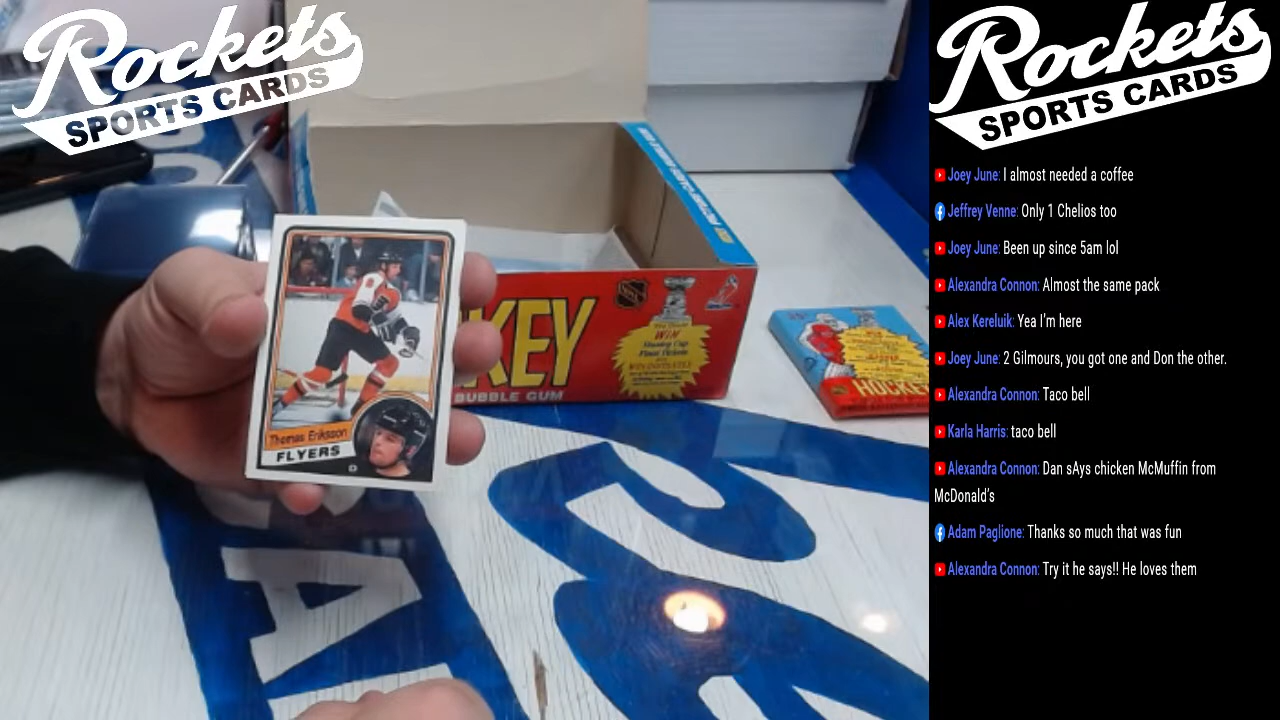 Rockets
SPORTS CARDS
Rockets
SPORTS CARDS
Joey June: I almost needed a coffee
Jeffrey Venne: Only 1 Chelios too
Joey June: Been up since 5am lol
Alexandra Connon: Almost the same pack
Alex Kereluik: Yea I'm here
Joey June: 2 Gilmours, you got one and Don the other.
Alexandra Connon: Taco bell
Karla Harris: taco bell
Alexandra Connon: Dan sAys chicken McMuffin from
McDonald's
Adam Paglione: Thanks so much that was fun
Alexandra Connon: Try it he says!! He loves them
Thomas Eriksson
FLYERS
D
KEY
BUBBLE GUM
NHL
WIN
HOCKEY